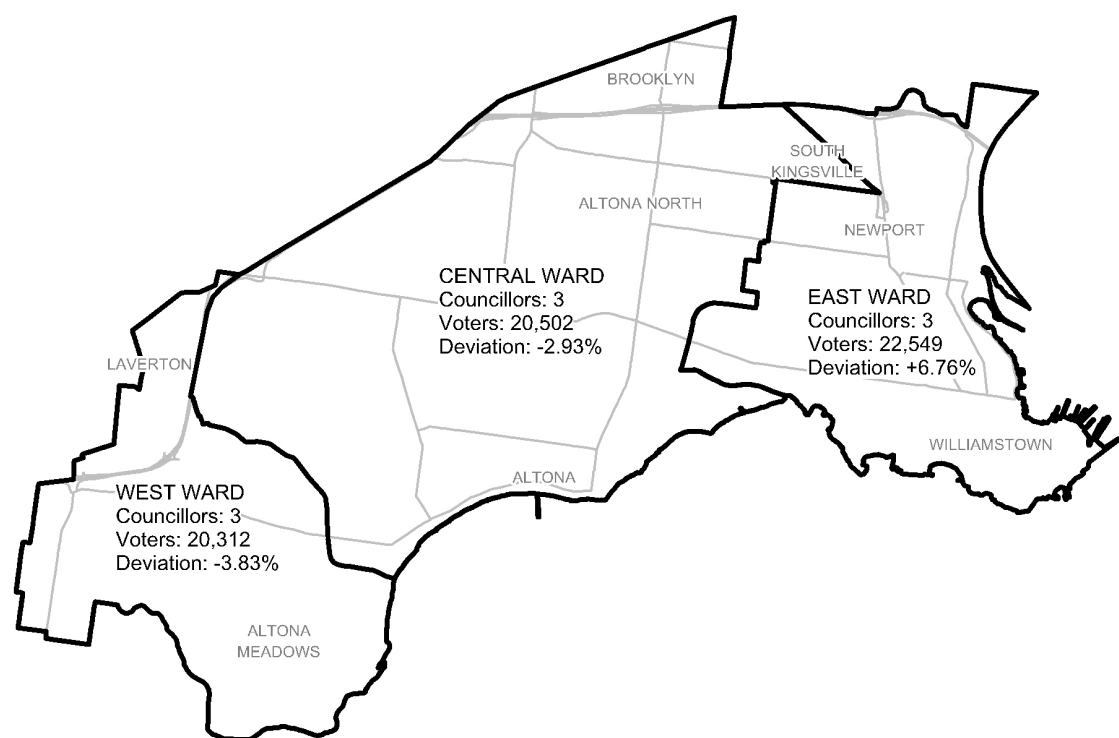 BROOKLYN
SOUTH
KINGSVILLE
ALTONA NORTH
NEWPORT
CENTRAL WARD
Councillors: 3
Voters: 20,502
Deviation: -2.93%
EAST WARD
Councillors: 3
Voters: 22,549
Deviation: +6.76%
LAVERTON
WILLIAMSTOWN
ALTONA
WEST WARD
Councillors: 3
Voters: 20,312
Deviation: -3.83%
ALTONA
MEADOWS